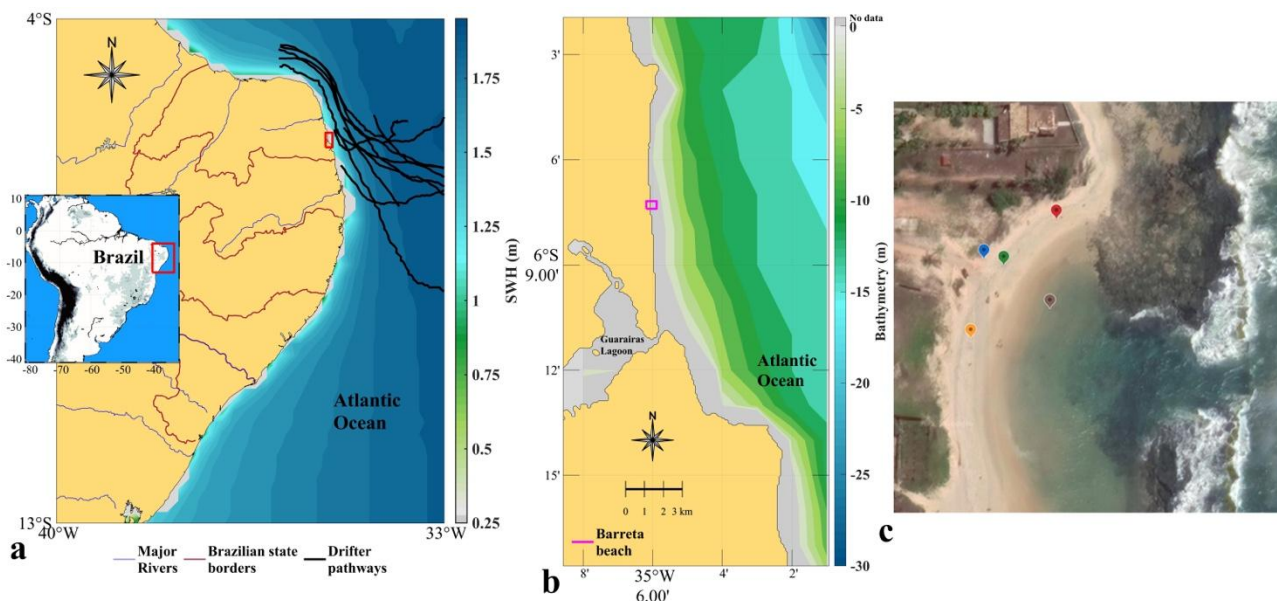 4°S
N
13°S
40°W
33°W
Atlantic
Ocean
Brazil
10
0
-10
-20
-30
-40
-80
-70
-60
-50
-40
1.75
1.5
1.25
1
0.75
0.5
0.25
SWH (m)
a
Major
Rivers
Brazilian state
borders
Drifter
pathways
3'
6'
6°S
9.00'
12'
15'
8'
35°W
6.00'
4'
2'
Guarairas
Lagoon
Atlantic
Ocean
N
0 1 2 3 km
Barreta
beach
b
No data
0
-5
-10
-15
-20
-25
-30
Bathymetry (m)
c